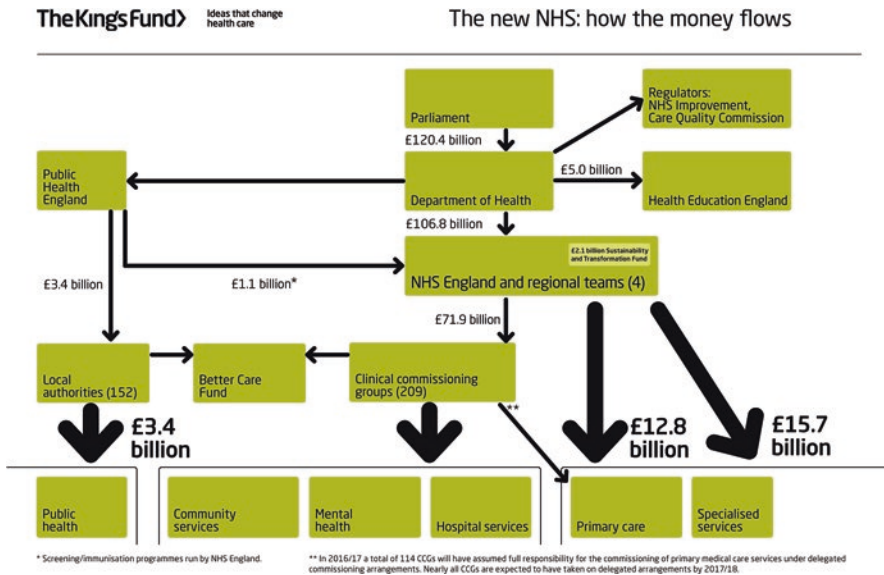 TheKing'sFund>
Ideas that change
health care
The new NHS: how the money flows
Parliament
Regulators:
NHS Improvement,
Care Quality Commission
£120.4 billion
Public
Health
England
Department of Health
£5.0 billion
Health Education England
£106.8 billion
£2.1 billion Sustainability
and Transformation Fund
NHS England and regional teams (4)
£3.4 billion
£1.1 billion*
£71.9 billion
Local
authorities (152)
Better Care
Fund
Clinical commissioning
groups (209)
**
£3.4
billion
£12.8
billion
£15.7
billion
Public
health
Community
services
Mental
health
Hospital services
Primary care
Specialised
services
* Screening/immunisation programmes run by NHS England.
** In 2016/17 a total of 114 CCGs will have assumed full responsibility for the commissioning of primary medical care services under delegated
commissioning arrangements. Nearly all CCGs are expected to have taken on delegated arrangements by 2017/18.